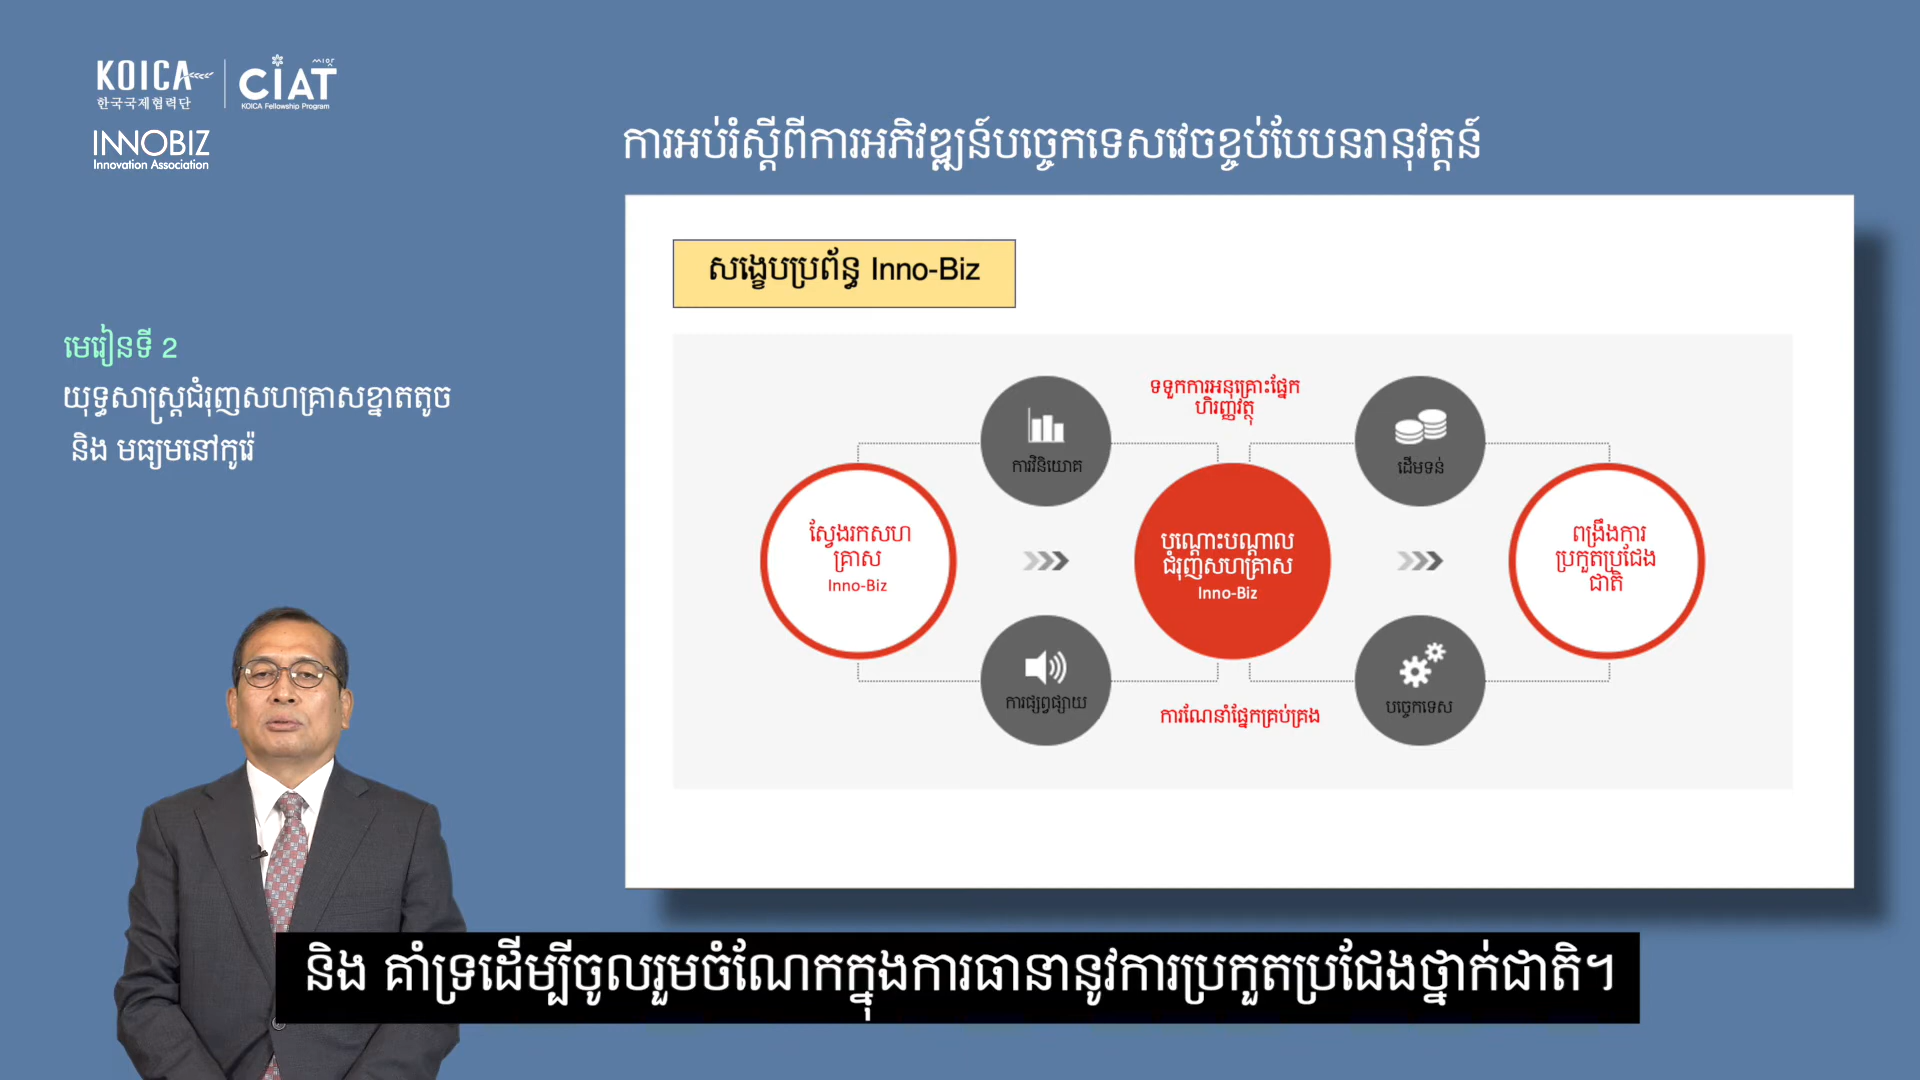 KOICA
한국국제협력단
CIAT
KOICA Fellowship Program
INNOBIZ
Innovation Association
ការអប់រំស្ដីពីការអភិវឌ្ឍន៍បច្ចេកទេសវេចខ្ចប់បែបនវានុវត្តន៍
មេរៀនទី 2
យុទ្ធសាស្ត្រជំរុញសហគ្រាសខ្នាតតូច
និង មធ្យមនៅកូរ៉េ
សង្ខេបប្រព័ន្ធ Inno-Biz
ទទួកការអនុគ្រោះផ្នែក
ហិរញ្ញវត្ថុ
ការវិនិយោគ
ដើមទន់
ស្វែងរកសហ
គ្រាស
Inno-Biz
បណ្ដោះបណ្ដាល
ជំរុញសហគ្រាស
Inno-Biz
ពង្រឹងការ
ប្រកួតប្រជែង
ជាតិ
ការផ្សព្វផ្សាយ
ការណែនាំផ្នែកគ្រប់គ្រង
បច្ចេកទេស
និង គាំទ្រដើម្បីចូលរួមចំណែកក្នុងការធានានូវការប្រកួតប្រជែងថ្នាក់ជាតិ។